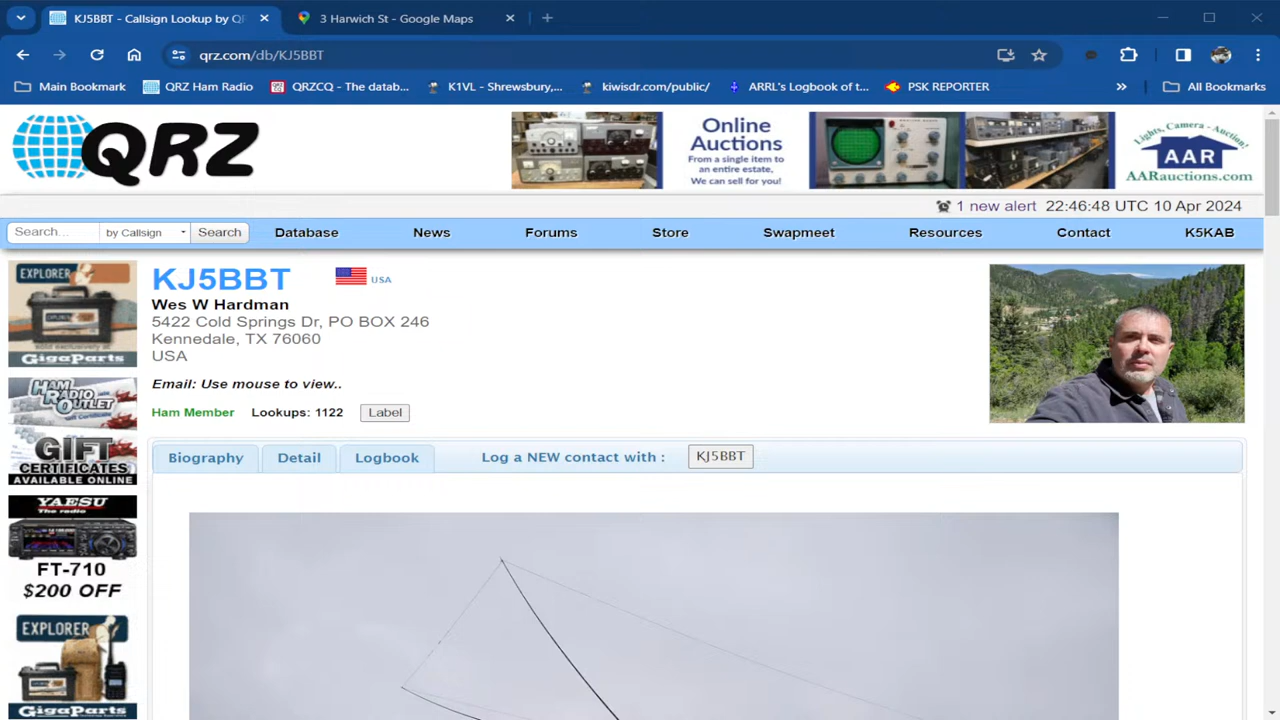 KJ5BBT - Callsign Lookup by QR
3 Harwich St - Google Maps
qrz.com/db/KJ5BBT
Main Bookmark
QRZ Ham Radio
QRZCQ - The datab...
K1VL - Shrewsbury,...
kiwisdr.com/public/
ARRL's Logbook of t...
PSK REPORTER
»
All Bookmarks
QRZ
Online
Auctions
From a single item to
an entire estate,
We can sell for you!
Lights, Camera - Auction!
AAR
AARauctions.com
1 new alert 22:46:48 UTC 10 Apr 2024
Search... by Callsign Search Database News Forums Store Swapmeet Resources Contact K5KAB
EXPLORER
GigaParts
KJ5BBT USA
Wes W Hardman
5422 Cold Springs Dr, PO BOX 246
Kennedale, TX 76060
USA
Email: Use mouse to view..
Ham Member Lookups: 1122 Label
HAM RADIO OUTLET
GIFT
CERTIFICATES
AVAILABLE ONLINE
Biography Detail Logbook Log a NEW contact with : KJ5BBT
YAESU
The radio
FT-710
$200 OFF
EXPLORER
GigaParts